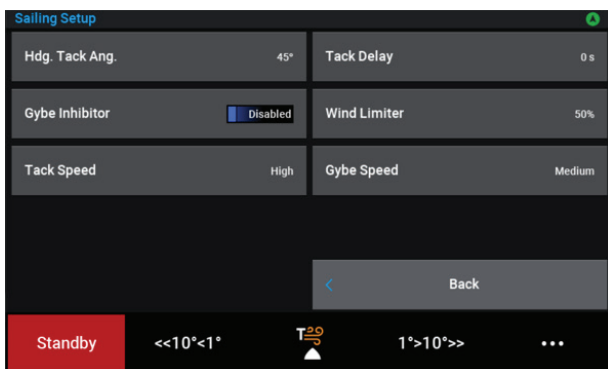 Sailing Setup
Hdg. Tack Ang. 45° Tack Delay 0 s
Gybe Inhibitor Disabled Wind Limiter 50%
Tack Speed High Gybe Speed Medium
Back
Standby <<10°<1° T 1°>10°>> •••